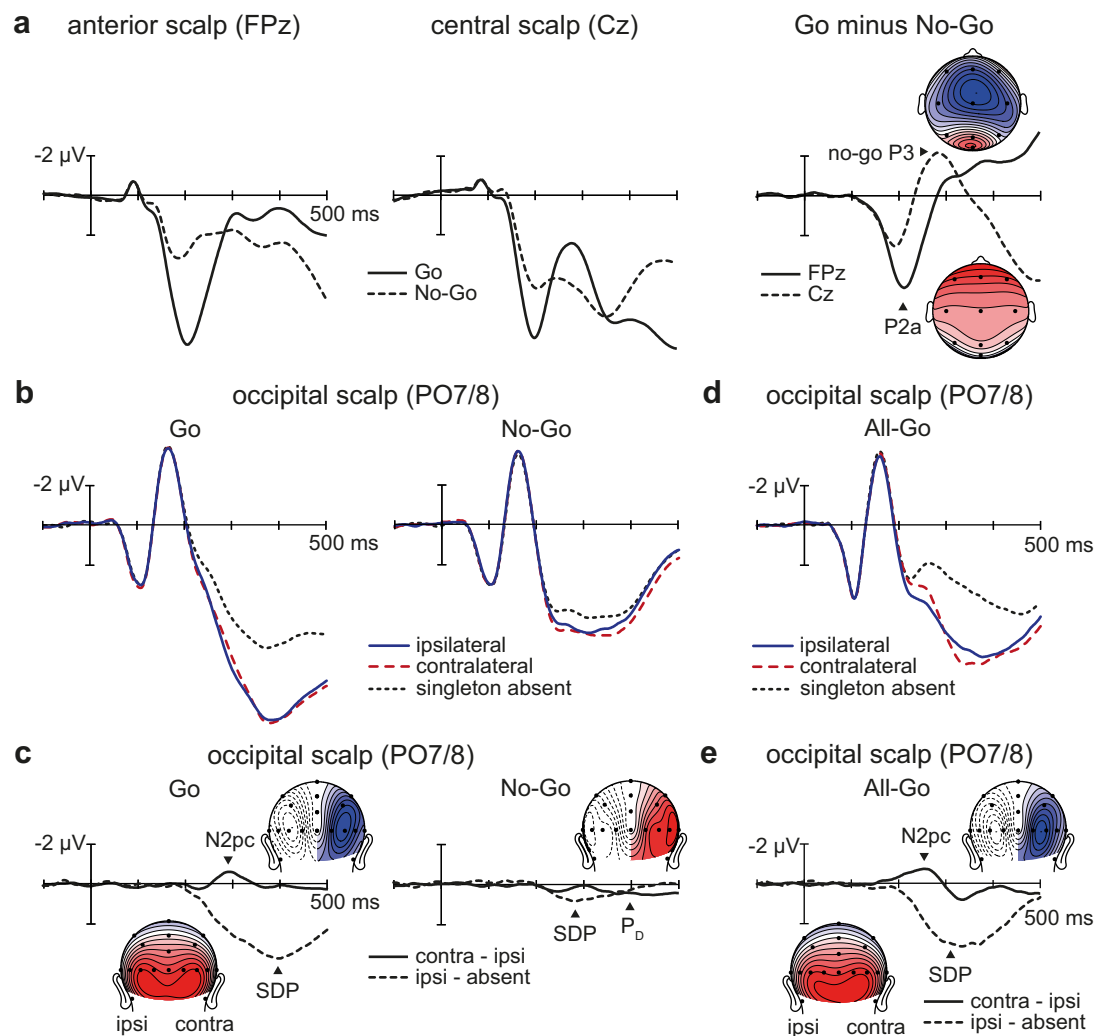 a anterior scalp (FPz) central scalp (Cz) Go minus No-Go
-2 µV
500 ms
Go
No-Go
no-go P3
FPz
Cz
P2a
b occipital scalp (PO7/8)
Go No-Go
-2 µV
500 ms
ipsilateral
contralateral
singleton absent
d occipital scalp (PO7/8)
All-Go
-2 µV
500 ms
ipsilateral
contralateral
singleton absent
c occipital scalp (PO7/8)
Go No-Go
N2pc
-2 µV
500 ms
SDP
ipsi contra
SDP P_D
contra - ipsi
ipsi - absent
e occipital scalp (PO7/8)
All-Go
N2pc
-2 µV
500 ms
SDP
ipsi contra
contra - ipsi
ipsi - absent